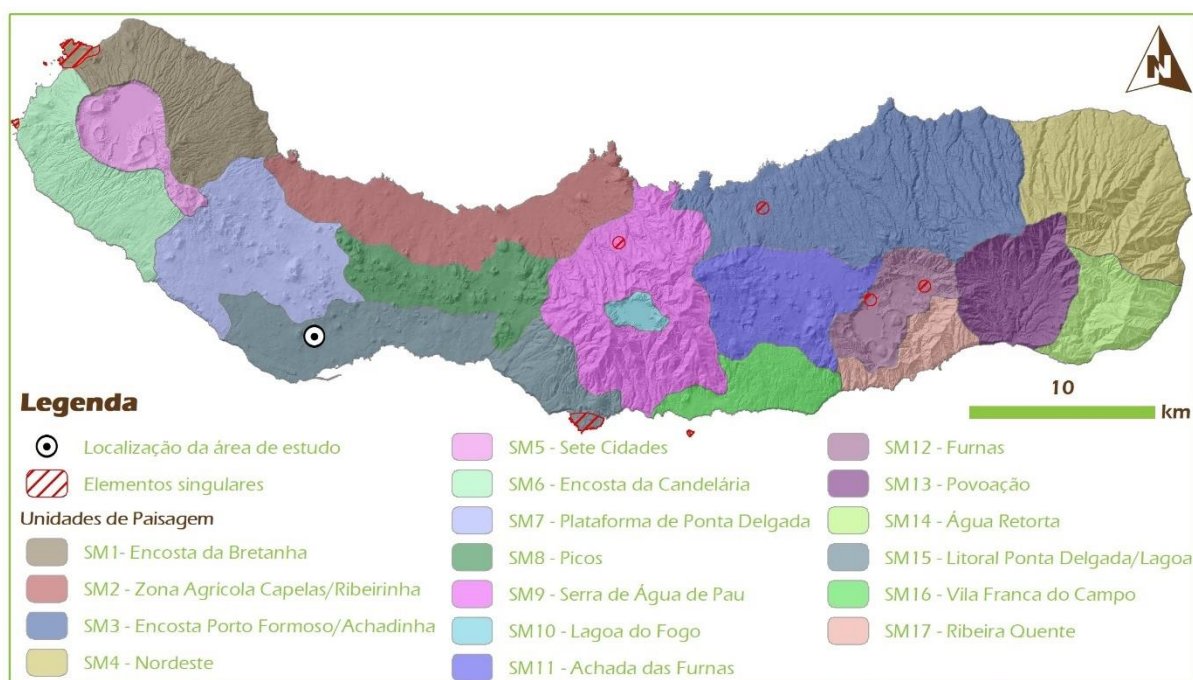 N
10
km
Legenda
Localização da área de estudo
Elementos singulares
Unidades de Paisagem
SM1- Encosta da Bretanha
SM2 - Zona Agrícola Capelas/Ribeirinha
SM3 - Encosta Porto Formoso/Achadinha
SM4 - Nordeste
SM5 - Sete Cidades
SM6 - Encosta da Candelária
SM7 - Plataforma de Ponta Delgada
SM8 - Picos
SM9 - Serra de Água de Pau
SM10 - Lagoa do Fogo
SM11 - Achada das Furnas
SM12 - Furnas
SM13 - Povoação
SM14 - Água Retorta
SM15 - Litoral Ponta Delgada/Lagoa
SM16 - Vila Franca do Campo
SM17 - Ribeira Quente